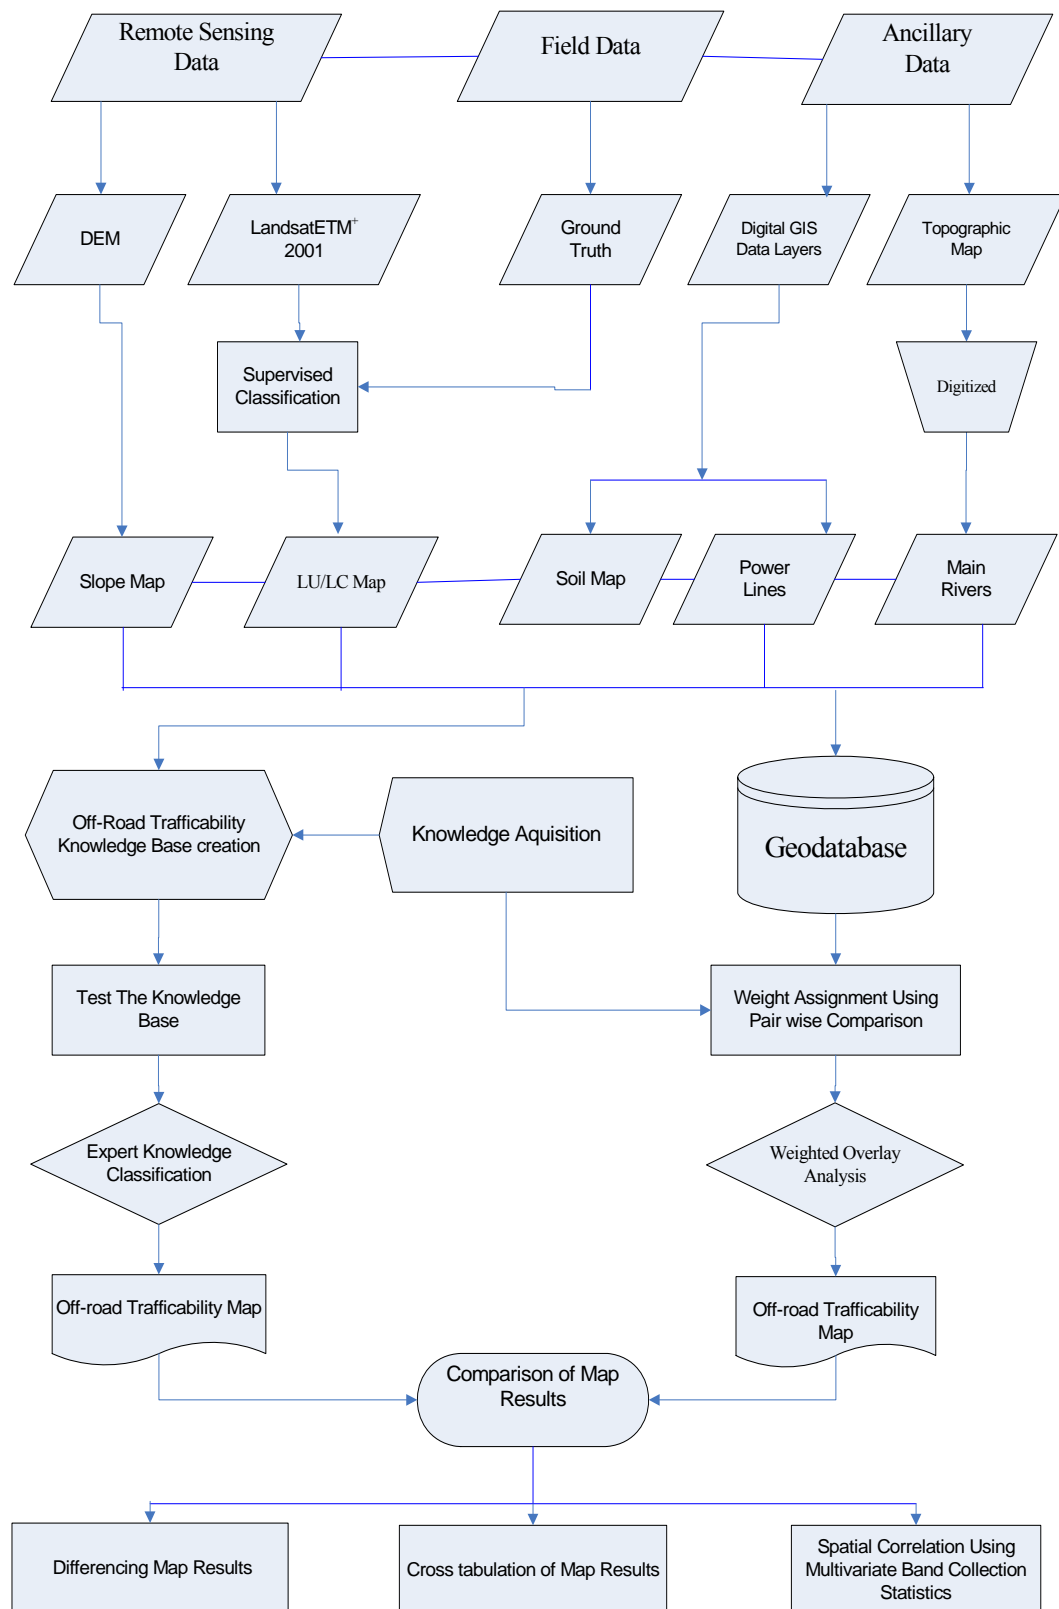 Remote Sensing
Data
Field Data
Ancillary
Data
DEM
LandsatETM+
2001
Ground
Truth
Digital GIS
Data Layers
Topographic
Map
Supervised
Classification
Digitized
Slope Map
LU/LC Map
Soil Map
Power
Lines
Main
Rivers
Off-Road Trafficability
Knowledge Base creation
Knowledge Aquisition
Geodatabase
Test The Knowledge
Base
Weight Assignment Using
Pair wise Comparison
Expert Knowledge
Classification
Weighted Overlay
Analysis
Off-road Trafficability Map
Off-road Trafficability
Map
Comparison of Map
Results
Differencing Map Results
Cross tabulation of Map Results
Spatial Correlation Using
Multivariate Band Collection
Statistics